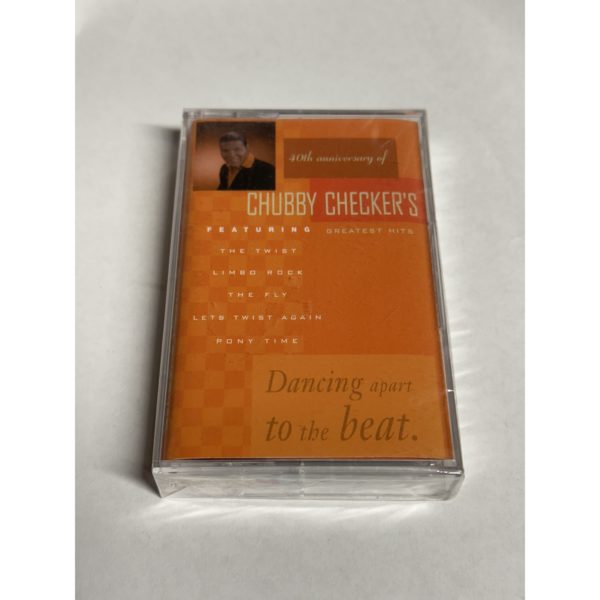 40th anniversary of
CHUBBY CHECKER'S
FEATURING GREATEST HITS
THE TWIST
LIMBO ROCK
THE FLY
LETS TWIST AGAIN
PONY TIME
Dancing apart
to the beat.